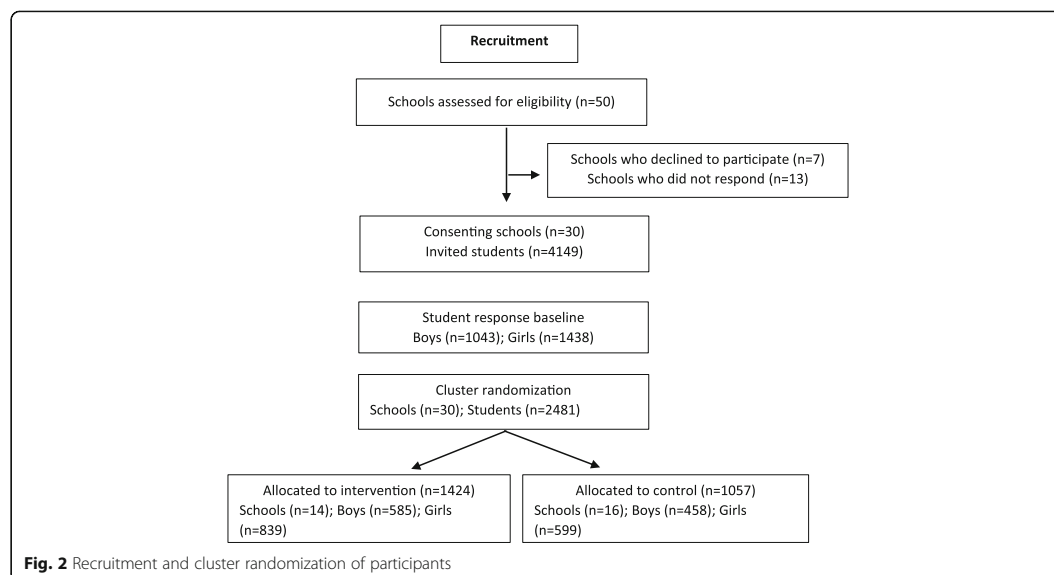 Recruitment
Schools assessed for eligibility (n=50)
Schools who declined to participate (n=7)
Schools who did not respond (n=13)
Consenting schools (n=30)
Invited students (n=4149)
Student response baseline
Boys (n=1043); Girls (n=1438)
Cluster randomization
Schools (n=30); Students (n=2481)
Allocated to intervention (n=1424)
Schools (n=14); Boys (n=585); Girls
(n=839)
Allocated to control (n=1057)
Schools (n=16); Boys (n=458); Girls
(n=599)
Fig. 2 Recruitment and cluster randomization of participants